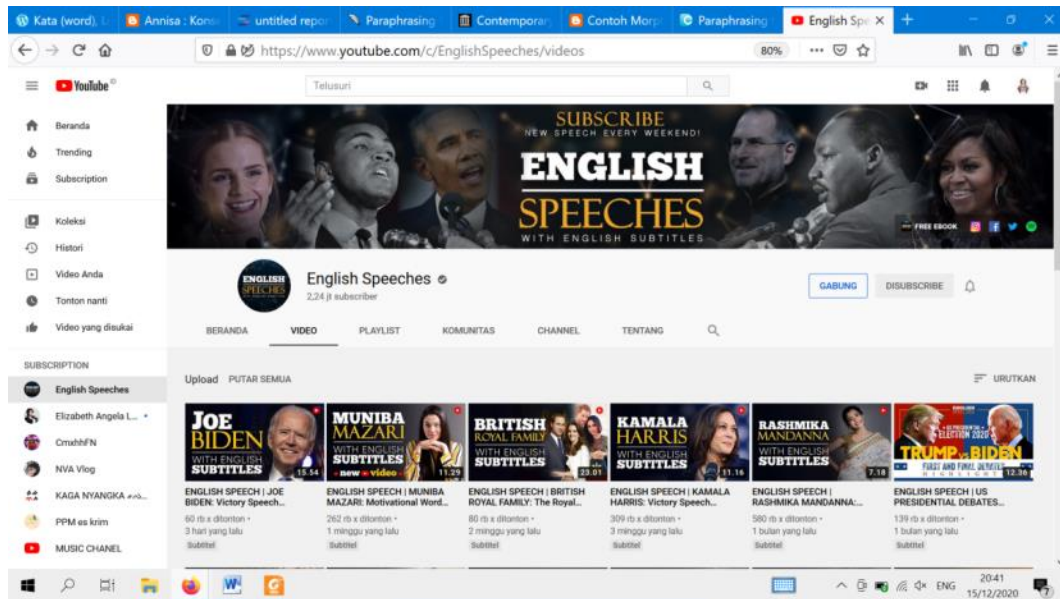 Kata (word), L
Annisa : Kons
untitled repor
Paraphrasing
Contemporary
Contoh Morp
Paraphrasing
English Spe
https://www.youtube.com/c/EnglishSpeeches/videos
80%
YouTube ID
Telusuri
Beranda
Trending
Subscription
Koleksi
Histori
Video Anda
Tonton nanti
Video yang disukai
SUBSCRIPTION
English Speeches
Elizabeth Angela L...
CmxhhFN
NVA Vlog
KAGA NYANGKA
PPM es krim
MUSIC CHANEL
SUBSCRIBE
NEW SPEECH EVERY WEEKEND!
ENGLISH
SPEECHES
WITH ENGLISH SUBTITLES
FREE EBOOK
ENGLISH
SPEECHES
English Speeches
2,24 jt subscriber
GABUNG
DISUBSCRIBE
BERANDA VIDEO PLAYLIST KOMUNITAS CHANNEL TENTANG
Upload PUTAR SEMUA
URUTKAN
JOE
BIDEN
WITH ENGLISH
SUBTITLES
15.54
ENGLISH SPEECH | JOE
BIDEN: Victory Speech...
60 rb x ditonton •
3 hari yang lalu
Subtitel
MUNIBA
MAZARI
WITH ENGLISH
SUBTITLES
new video
11.29
ENGLISH SPEECH | MUNIBA
MAZARI: Motivational Word...
262 rb x ditonton •
1 minggu yang lalu
Subtitel
BRITISH
ROYAL FAMILY
WITH ENGLISH
SUBTITLES
23.01
ENGLISH SPEECH | BRITISH
ROYAL FAMILY: The Royal...
80 rb x ditonton •
2 minggu yang lalu
Subtitel
KAMALA
HARRIS
WITH ENGLISH
SUBTITLES
11.16
ENGLISH SPEECH | KAMALA
HARRIS: Victory Speech...
309 rb x ditonton •
3 minggu yang lalu
Subtitel
RASHMIKA
MANDANNA
WITH ENGLISH
SUBTITLES
7.18
ENGLISH SPEECH |
RASHMIKA MANDANNA:...
580 rb x ditonton •
1 bulan yang lalu
Subtitel
US PRESIDENTIAL
ELECTION 2020
TRUMP vs. BIDEN
FIRST AND FINAL DEBATES
HIGHLIGHT
12.36
ENGLISH SPEECH | US
PRESIDENTIAL DEBATES...
139 rb x ditonton •
1 bulan yang lalu
Subtitel
ENG
20:41
15/12/2020
7